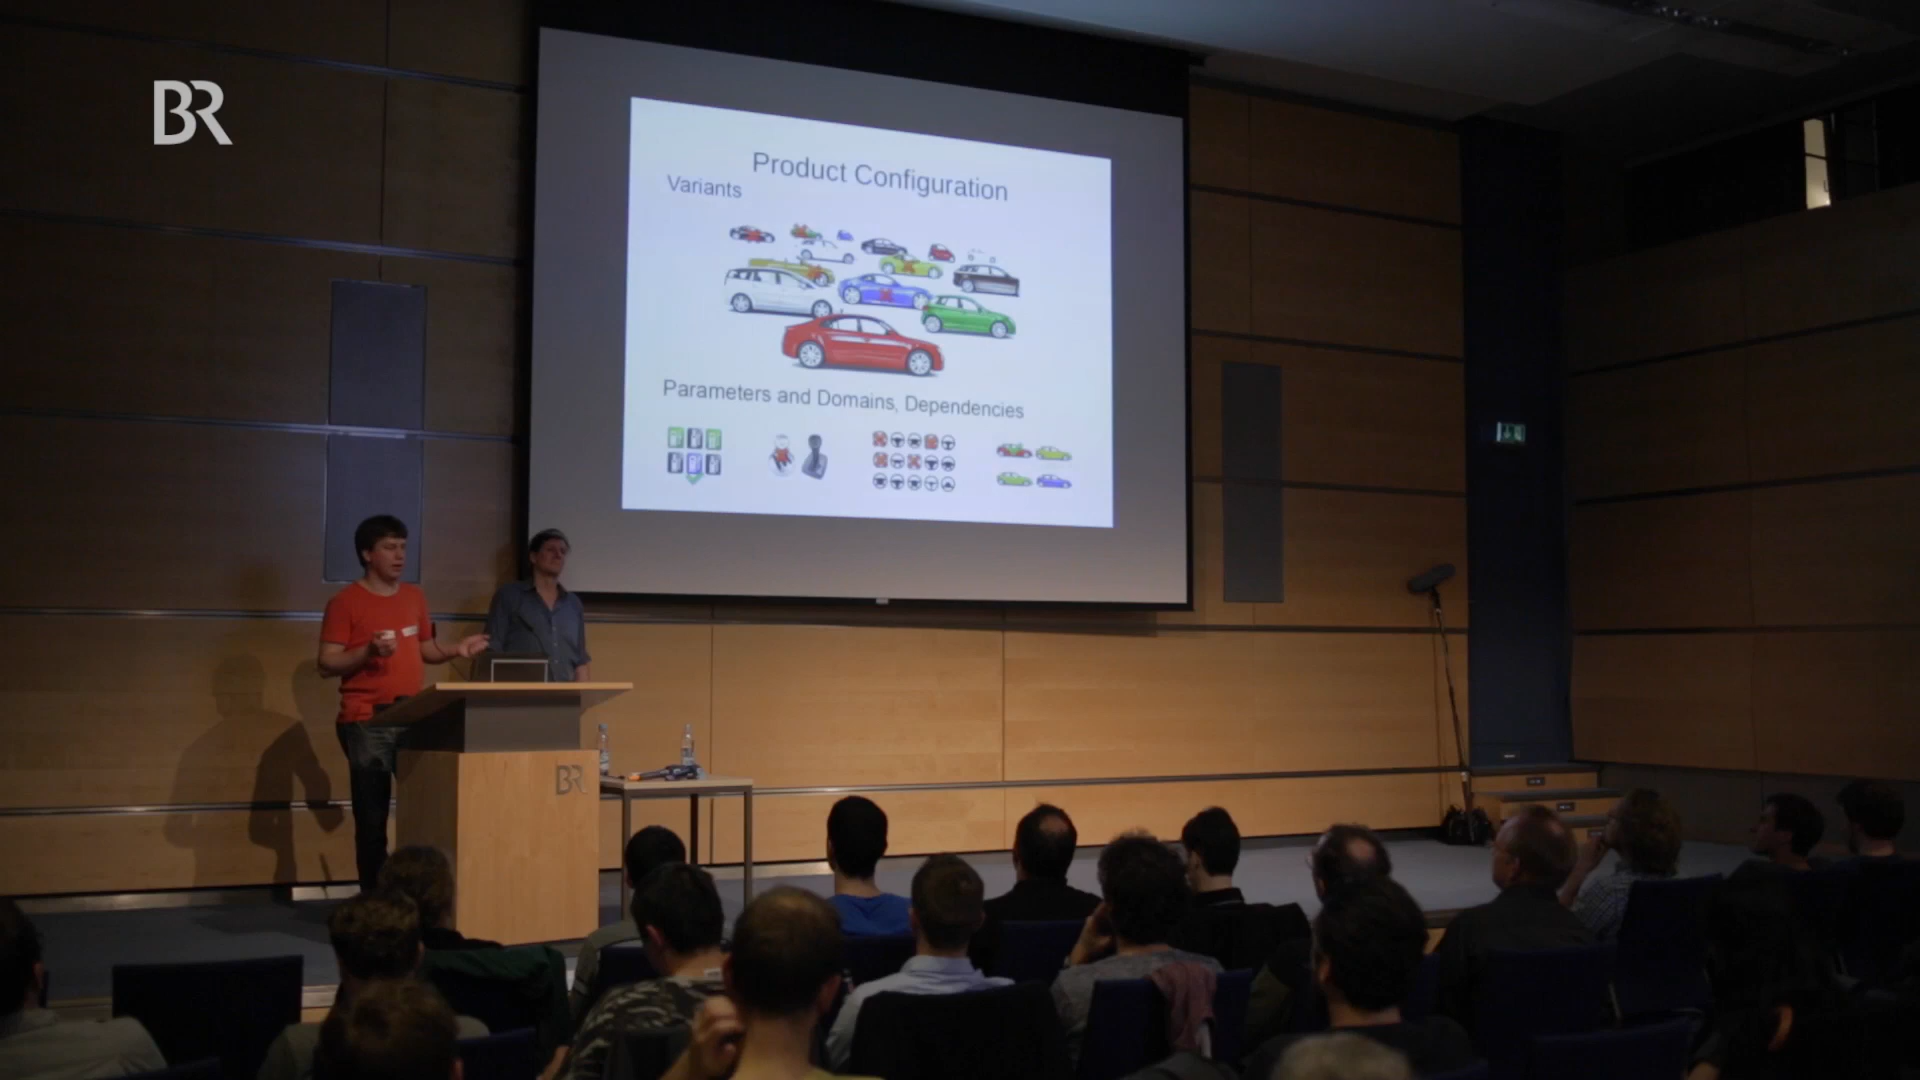 BR
Product Configuration
Variants
Parameters and Domains, Dependencies
BR